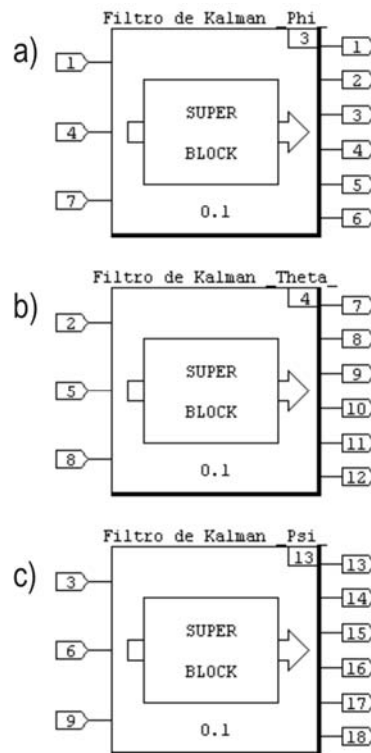 Filtro de Kalman _Phi_
a)
3
1
1
2
SUPER
3
4
4
BLOCK
5
7
0.1
6
Filtro de Kalman _Theta_
b)
4
7
2
8
SUPER
9
5
10
BLOCK
11
8
0.1
12
Filtro de Kalman _Psi_
c)
13
13
3
14
SUPER
15
6
16
BLOCK
17
9
0.1
18